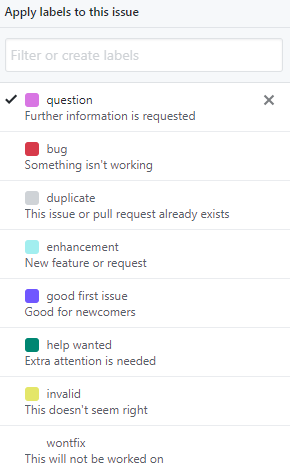 Apply labels to this issue
Filter or create labels
question
Further information is requested
bug
Something isn't working
duplicate
This issue or pull request already exists
enhancement
New feature or request
good first issue
Good for newcomers
help wanted
Extra attention is needed
invalid
This doesn't seem right
wontfix
This will not be worked on